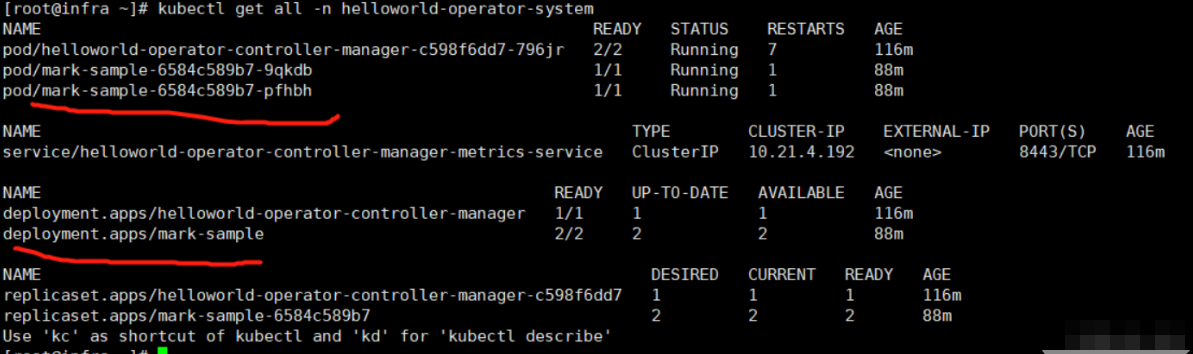 [root@infra ~]# kubectl get all -n helloworld-operator-system
NAME READY STATUS RESTARTS AGE
pod/helloworld-operator-controller-manager-c598f6dd7-796jr 2/2 Running 7 116m
pod/mark-sample-6584c589b7-9qkdb 1/1 Running 1 88m
pod/mark-sample-6584c589b7-pfhbh 1/1 Running 1 88m
NAME TYPE CLUSTER-IP EXTERNAL-IP PORT(S) AGE
service/helloworld-operator-controller-manager-metrics-service ClusterIP 10.21.4.192 <none> 8443/TCP 116m
NAME READY UP-TO-DATE AVAILABLE AGE
deployment.apps/helloworld-operator-controller-manager 1/1 1 1 116m
deployment.apps/mark-sample 2/2 2 2 88m
NAME DESIRED CURRENT READY AGE
replicaset.apps/helloworld-operator-controller-manager-c598f6dd7 1 1 1 116m
replicaset.apps/mark-sample-6584c589b7 2 2 2 88m
Use 'kc' as shortcut of kubectl and 'kd' for 'kubectl describe'
[root@infra ~]#